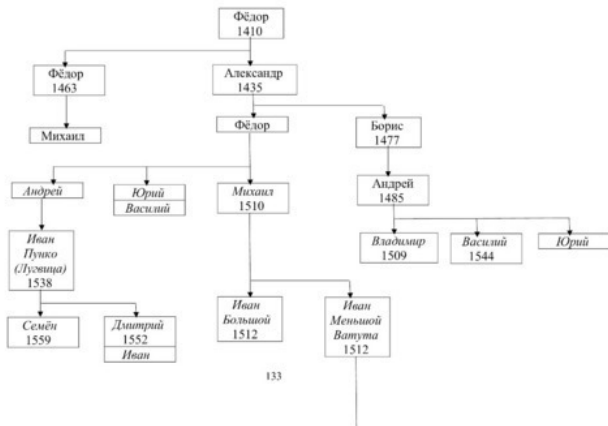 Фёдор
1410
Фёдор
1463
Александр
1435
Михаил
Фёдор
Борис
1477
Андрей
Юрий
Василий
Михаил
1510
Андрей
1485
Иван
Пунко
(Лугвица)
1538
Владимир
1509
Василий
1544
Юрий
Семён
1559
Дмитрий
1552
Иван
Иван
Большой
1512
Иван
Меньшой
Ватута
1512
133